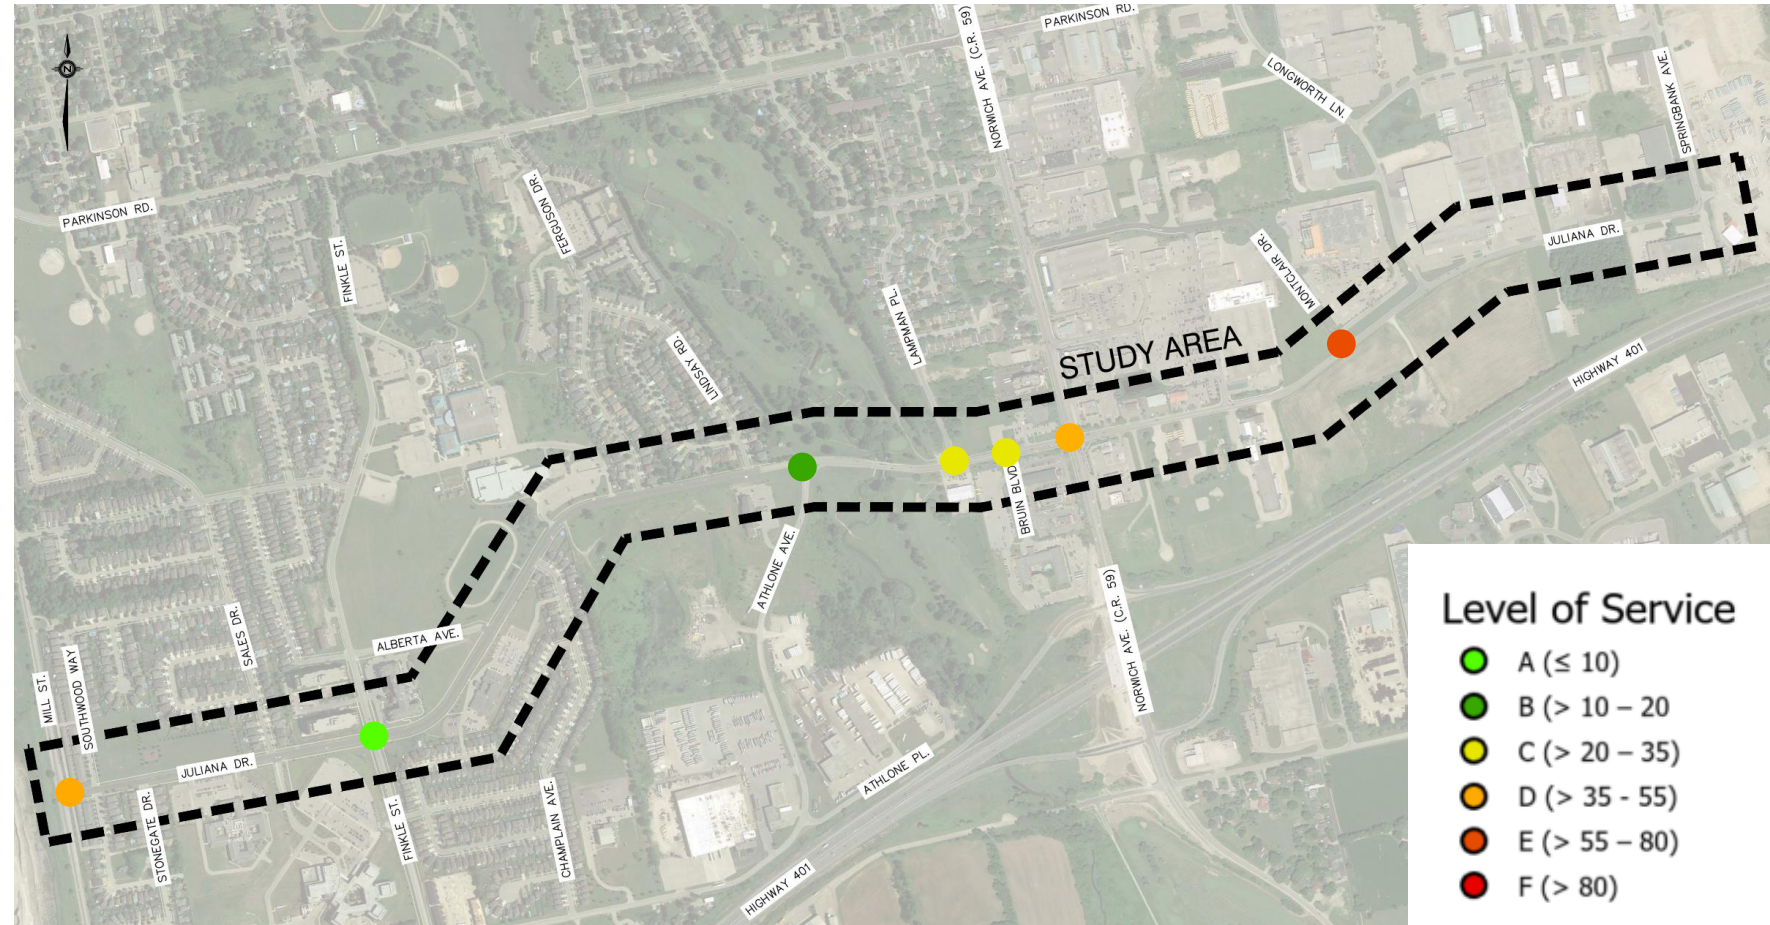 PARKINSON RD.
NORWICH AVE. (C.R. 59)
LONGWORTH LN.
SPRINGBANK AVE.
PARKINSON RD.
FINKLE ST.
FERGUSON DR.
LINDSAY RD.
LAMPMAN PL.
MONTCLAIR DR.
JULIANA DR.
STUDY AREA
HIGHWAY 401
BRUIN BLVD
ATHLONE AVE.
NORWICH AVE. (C.R. 59)
ALBERTA AVE.
SALES DR.
SOUTHWOOD WAY
MILL ST.
JULIANA DR.
STONEGATE DR.
FINKLE ST.
CHAMPLAIN AVE.
ATHLONE PL.
HIGHWAY 401
N
Level of Service
A (≤ 10)
B (> 10 – 20
C (> 20 – 35)
D (> 35 - 55)
E (> 55 – 80)
F (> 80)